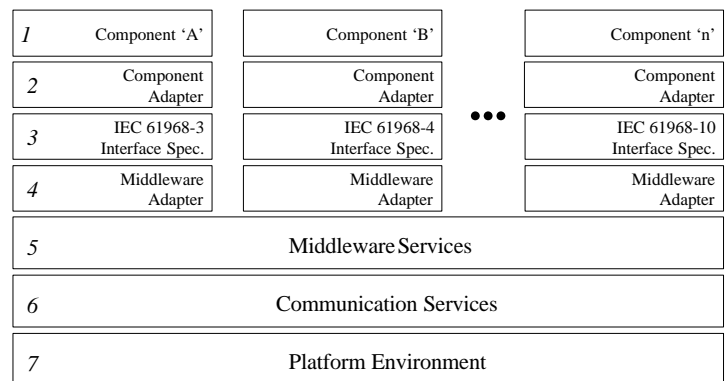 1 Component ‘A’ Component ‘B’ Component ‘n’
2 Component Adapter Component Adapter Component Adapter
3 IEC 61968-3 Interface Spec. IEC 61968-4 Interface Spec. IEC 61968-10 Interface Spec.
4 Middleware Adapter Middleware Adapter Middleware Adapter
5 Middleware Services
6 Communication Services
7 Platform Environment